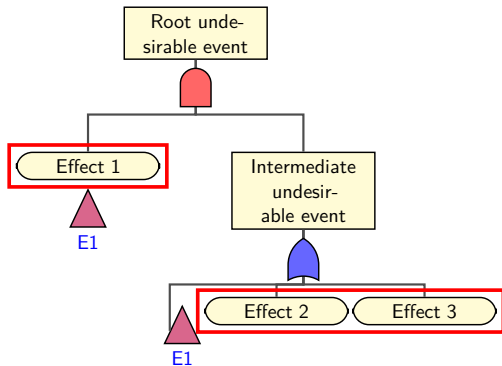 Root unde-
sirable event
Effect 1
E1
Intermediate
undesir-
able event
Effect 2
Effect 3
E1